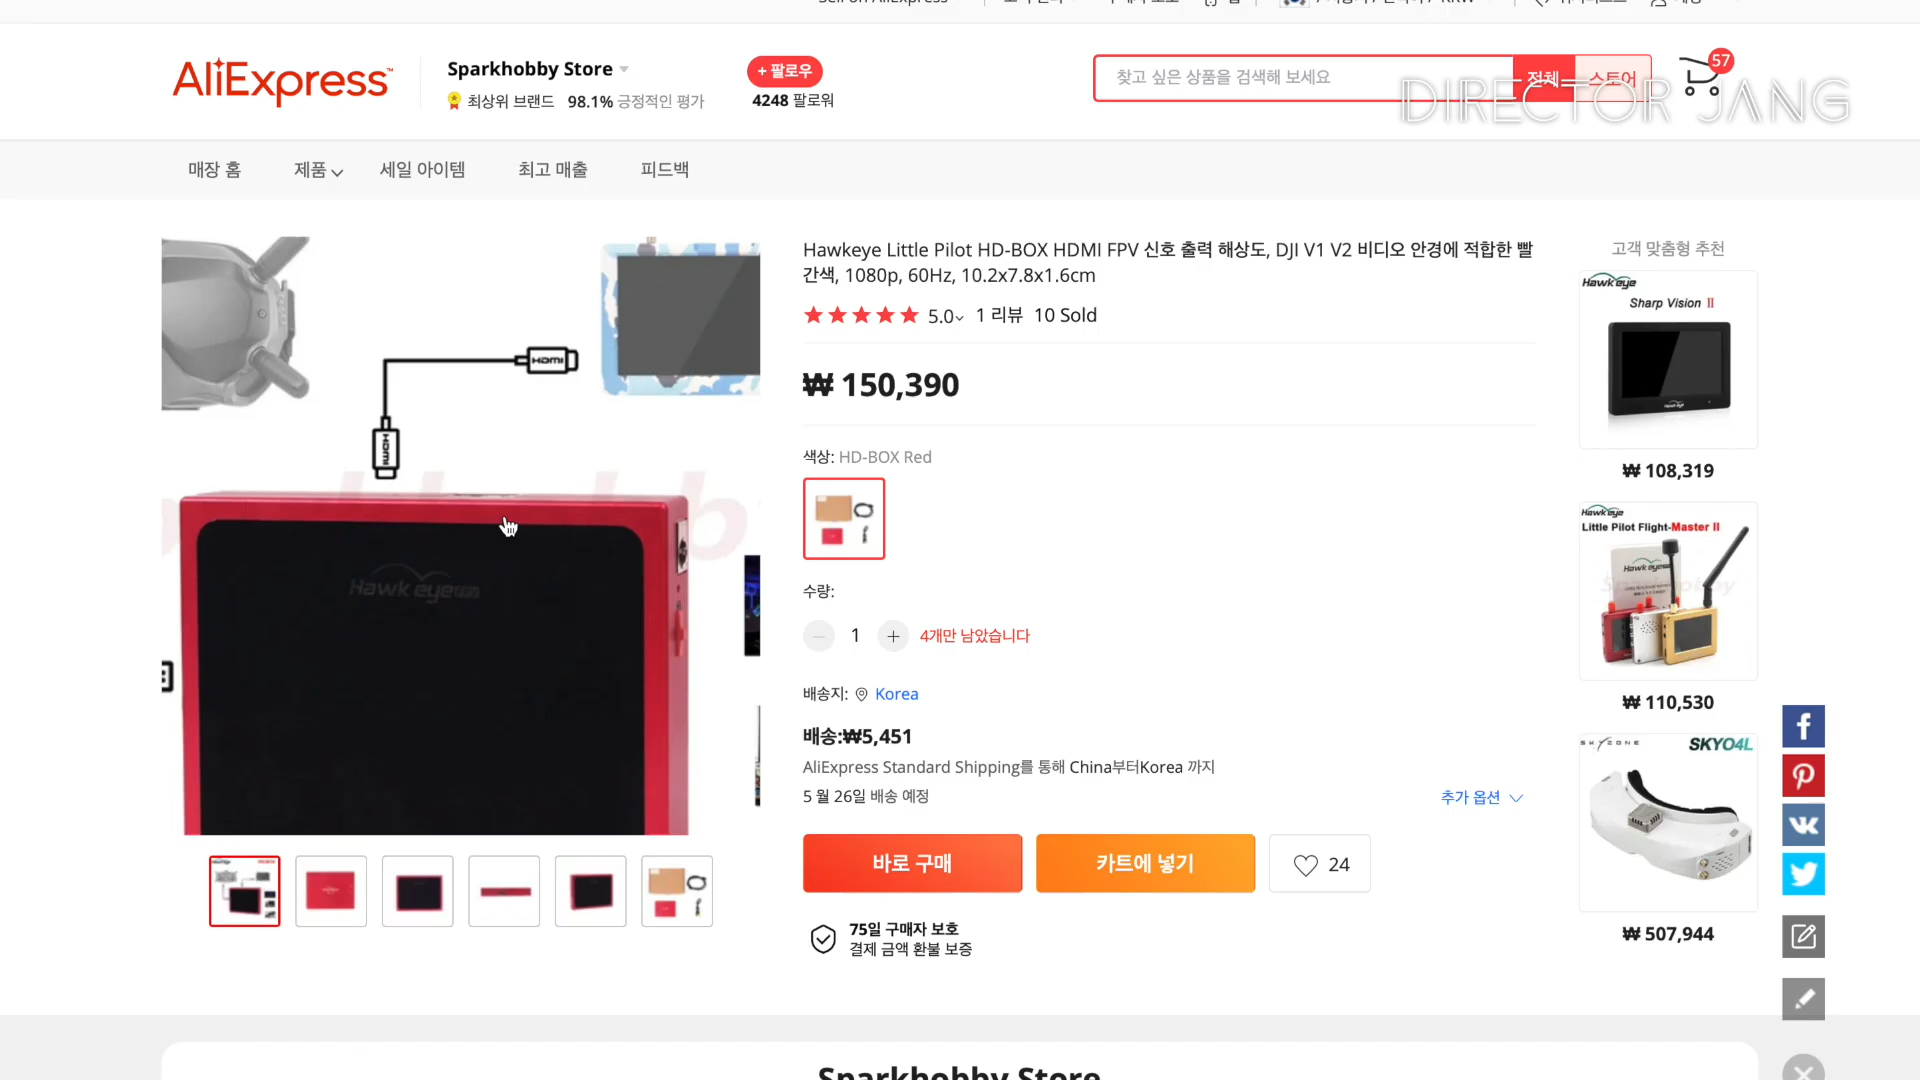 AliExpress™
Sparkhobby Store
최상위 브랜드 98.1% 긍정적인 평가
+ 팔로우
4248 팔로워
찾고 싶은 상품을 검색해 보세요
전체
스토어
57
DIRECTOR JANG
매장 홈
제품
세일 아이템
최고 매출
피드백
HDMI
HDMI
Hawkeye
Hawkeye Little Pilot HD-BOX HDMI FPV 신호 출력 해상도, DJI V1 V2 비디오 안경에 적합한 빨
간색, 1080p, 60Hz, 10.2x7.8x1.6cm
5.0 1 리뷰 10 Sold
₩ 150,390
색상: HD-BOX Red
수량:
1
4개만 남았습니다
배송지: Korea
배송:₩5,451
AliExpress Standard Shipping를 통해 China부터Korea 까지
5 월 26일 배송 예정
추가 옵션
바로 구매
카트에 넣기
24
75일 구매자 보호
결제 금액 환불 보증
고객 맞춤형 추천
Hawkeye
Sharp Vision II
₩ 108,319
Hawkeye
Little Pilot Flight-Master II
Hawkeye
Sparkhobby
₩ 110,530
SKYZONE
SKYO4L
₩ 507,944
Sparkhobby Store